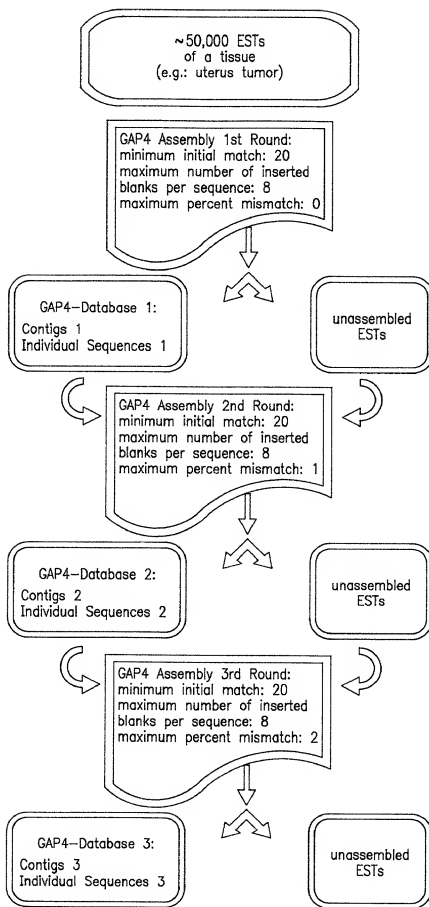 ~50,000 ESTs
of a tissue
(e.g.: uterus tumor)
GAP4 Assembly 1st Round:
minimum initial match: 20
maximum number of inserted
blanks per sequence: 8
maximum percent mismatch: 0
GAP4-Database 1:
Contigs 1
Individual Sequences 1
unassembled
ESTs
GAP4 Assembly 2nd Round:
minimum initial match: 20
maximum number of inserted
blanks per sequence: 8
maximum percent mismatch: 1
GAP4-Database 2:
Contigs 2
Individual Sequences 2
unassembled
ESTs
GAP4 Assembly 3rd Round:
minimum initial match: 20
maximum number of inserted
blanks per sequence: 8
maximum percent mismatch: 2
GAP4-Database 3:
Contigs 3
Individual Sequences 3
unassembled
ESTs